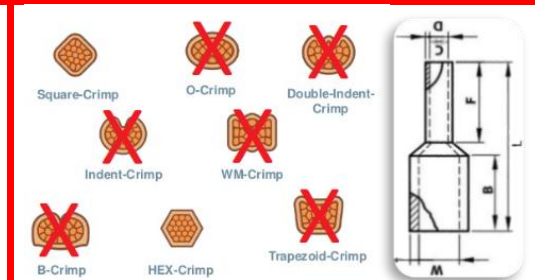 Square-Crimp
O-Crimp
Double-Indent-
Crimp
Indent-Crimp
WM-Crimp
B-Crimp
HEX-Crimp
Trapezoid-Crimp
D
C
F
L
B
W